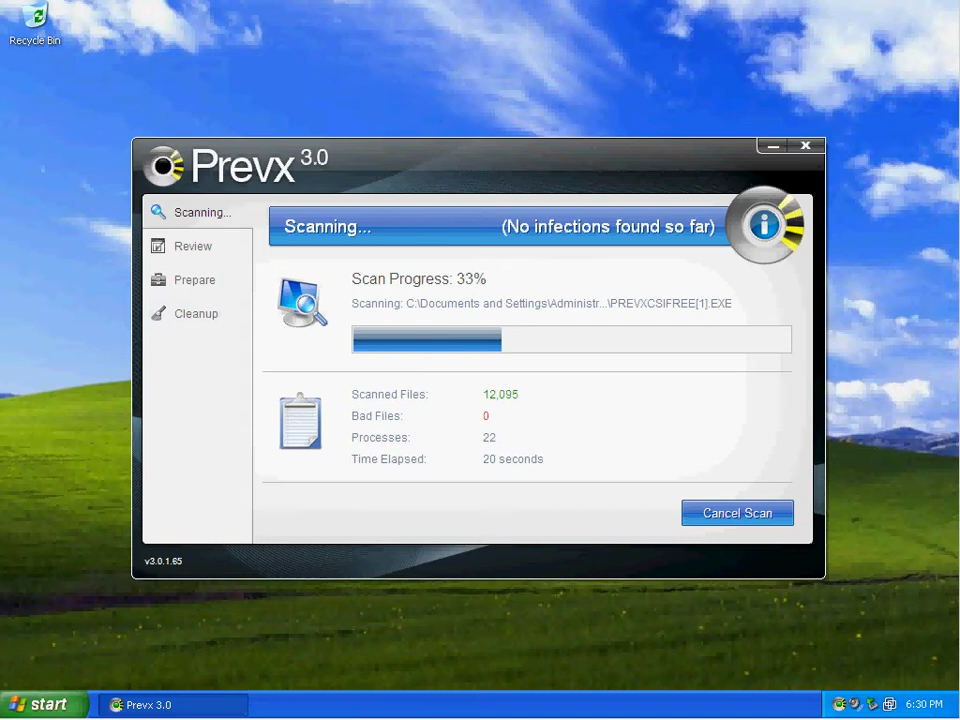 Recycle Bin
Prevx 3.0
Scanning...
Review
Prepare
Cleanup
Scanning... (No infections found so far)
Scan Progress: 33%
Scanning: C:\Documents and Settings\Administr...\PREVXCSIFREE[1].EXE
Scanned Files: 12,095
Bad Files: 0
Processes: 22
Time Elapsed: 20 seconds
Cancel Scan
v3.0.1.65
start
Prevx 3.0
6:30 PM